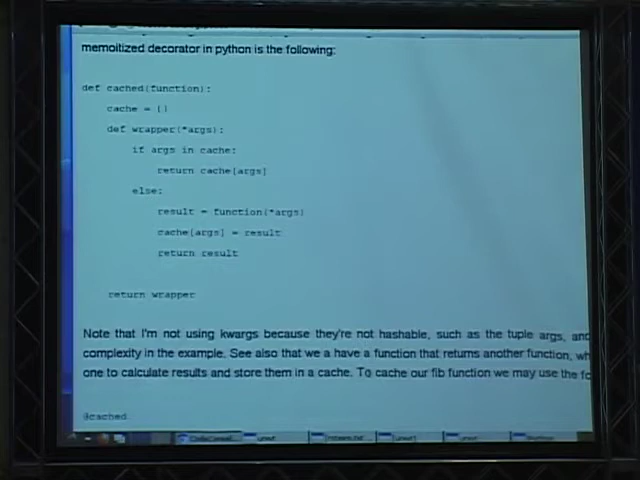 memoitized decorator in python is the following:
def cached(function):
cache = {}
def wrapper(*args):
if args in cache:
return cache[args]
else:
result = function(*args)
cache[args] = result
return result
return wrapper
Note that I'm not using kwargs because they're not hashable, such as the tuple args, and
complexity in the example. See also that we a have a function that returns another function, wh
one to calculate results and store them in a cache. To cache our fib function we may use the fo
@cached